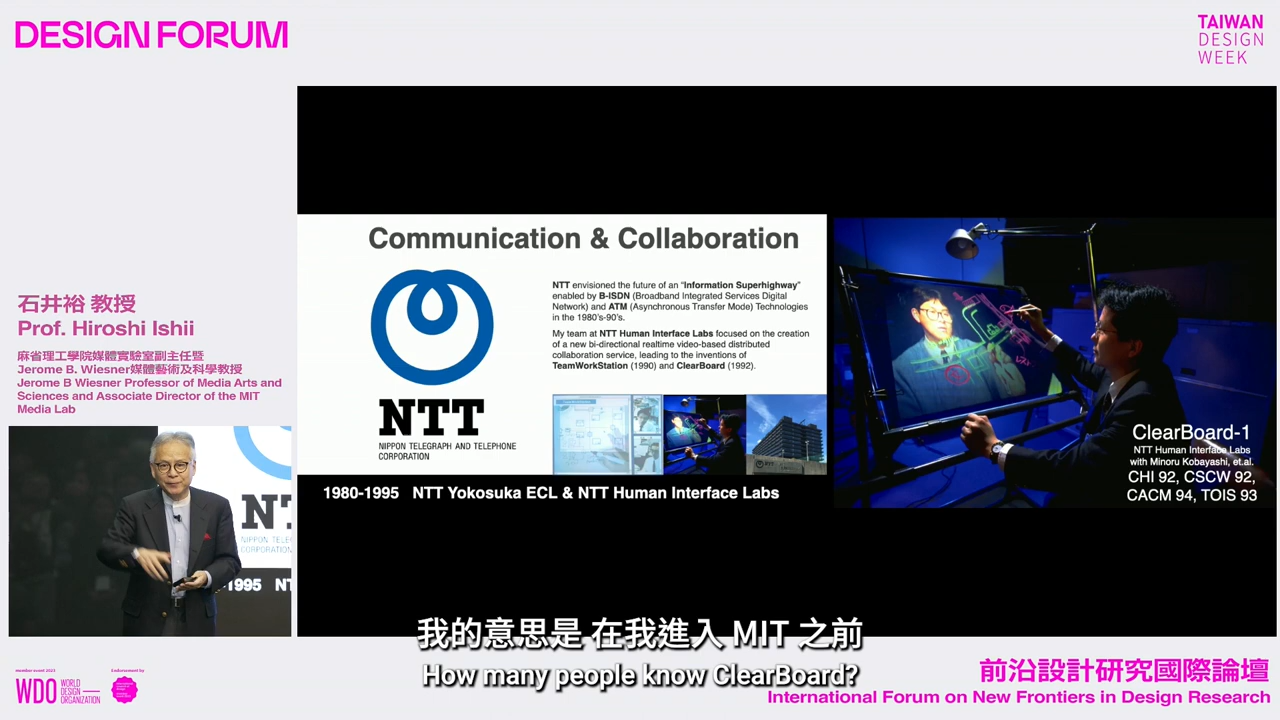 DESIGN FORUM
TAIWAN
DESIGN
WEEK
石井裕 教授
Prof. Hiroshi Ishii
麻省理工學院媒體實驗室副主任暨
Jerome B. Wiesner媒體藝術及科學教授
Jerome B Wiesner Professor of Media Arts and
Sciences and Associate Director of the MIT
Media Lab
Communication & Collaboration
NTT envisioned the future of an "Information Superhighway"
enabled by B-ISDN (Broadband Integrated Services Digital
Network) and ATM (Asynchronous Transfer Mode) Technologies
in the 1980's-90's.
My team at NTT Human Interface Labs focused on the creation
of a new bi-directional realtime video-based distributed
collaboration service, leading to the inventions of
TeamWorkStation (1990) and ClearBoard (1992).
NTT
NIPPON TELEGRAPH AND TELEPHONE
CORPORATION
1980-1995 NTT Yokosuka ECL & NTT Human Interface Labs
ClearBoard-1
NTT Human Interface Labs
with Minoru Kobayashi, et.al.
CHI 92, CSCW 92,
CACM 94, TOIS 93
NT
NIPPON TELE
CORPORATION
-1995 NT
我的意思是 在我進入 MIT 之前
How many people know ClearBoard?
member event 2023
Endorsement by
WDO
WORLD
DESIGN
ORGANIZATION
前沿設計研究國際論壇
International Forum on New Frontiers in Design Research